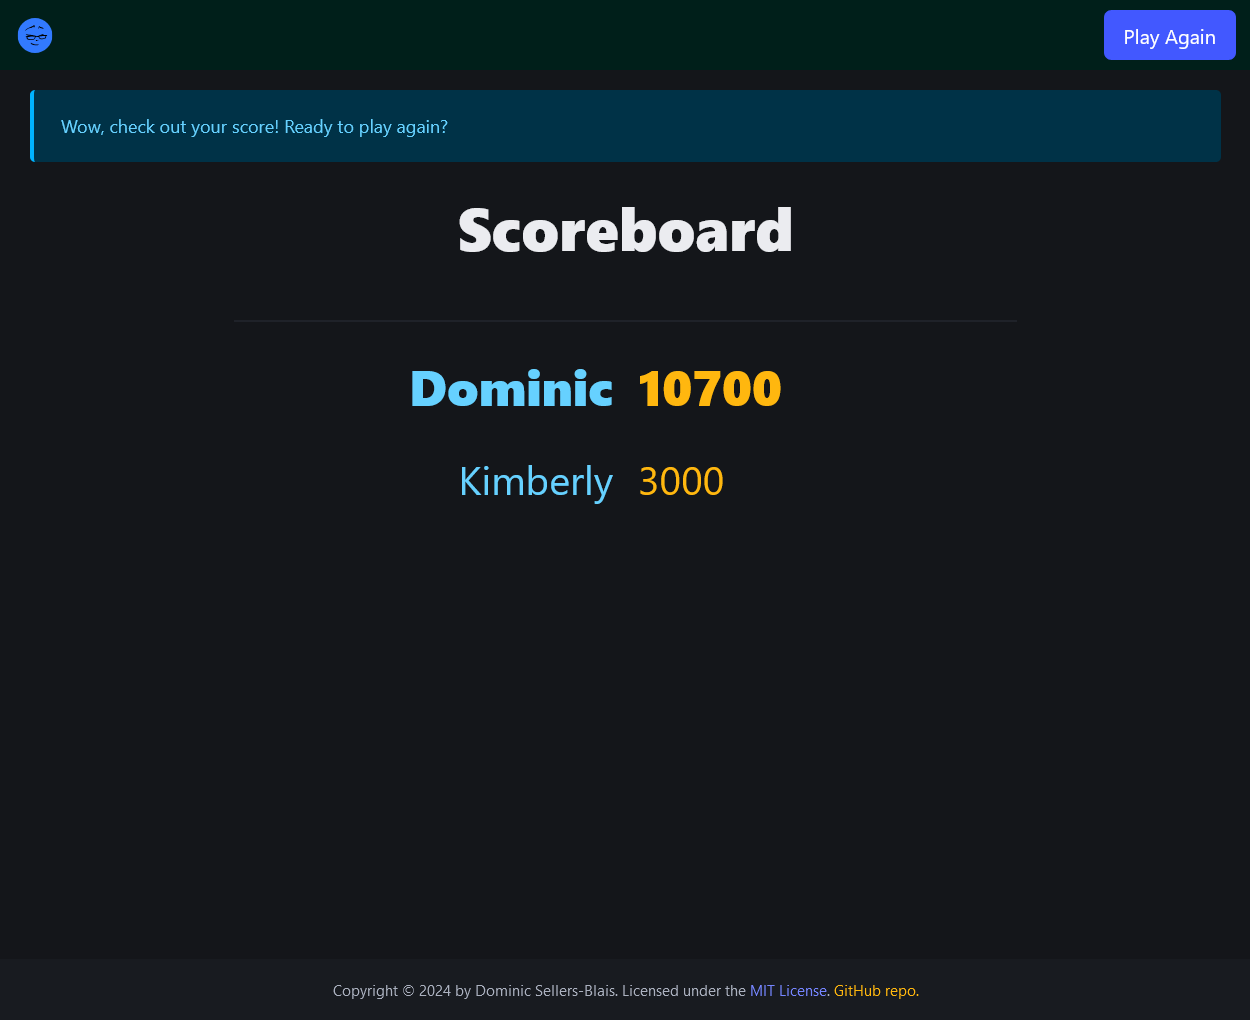 Play Again
Wow, check out your score! Ready to play again?
Scoreboard
Dominic 10700
Kimberly 3000
Copyright © 2024 by Dominic Sellers-Blais. Licensed under the MIT License. GitHub repo.